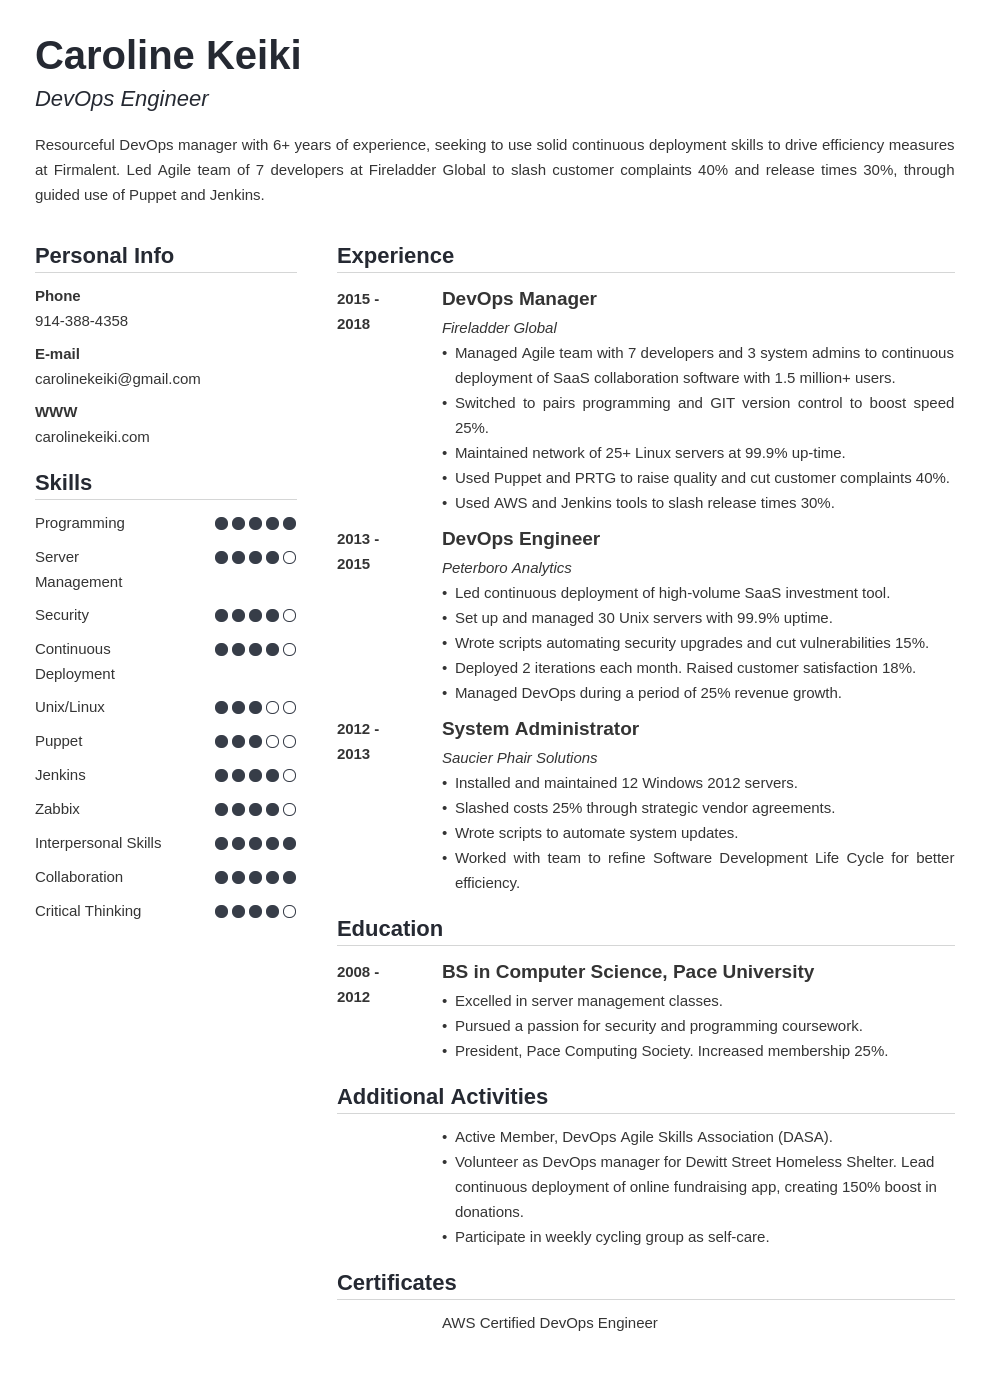 Caroline Keiki
DevOps Engineer
Resourceful DevOps manager with 6+ years of experience, seeking to use solid continuous deployment skills to drive efficiency measures
at Firmalent. Led Agile team of 7 developers at Fireladder Global to slash customer complaints 40% and release times 30%, through
guided use of Puppet and Jenkins.
Personal Info
Phone
914-388-4358
E-mail
carolinekeiki@gmail.com
WWW
carolinekeiki.com
Skills
Programming
Server
Management
Security
Continuous
Deployment
Unix/Linux
Puppet
Jenkins
Zabbix
Interpersonal Skills
Collaboration
Critical Thinking
Experience
2015 -
2018
DevOps Manager
Fireladder Global
• Managed Agile team with 7 developers and 3 system admins to continuous
deployment of SaaS collaboration software with 1.5 million+ users.
• Switched to pairs programming and GIT version control to boost speed
25%.
• Maintained network of 25+ Linux servers at 99.9% up-time.
• Used Puppet and PRTG to raise quality and cut customer complaints 40%.
• Used AWS and Jenkins tools to slash release times 30%.
2013 -
2015
DevOps Engineer
Peterboro Analytics
• Led continuous deployment of high-volume SaaS investment tool.
• Set up and managed 30 Unix servers with 99.9% uptime.
• Wrote scripts automating security upgrades and cut vulnerabilities 15%.
• Deployed 2 iterations each month. Raised customer satisfaction 18%.
• Managed DevOps during a period of 25% revenue growth.
2012 -
2013
System Administrator
Saucier Phair Solutions
• Installed and maintained 12 Windows 2012 servers.
• Slashed costs 25% through strategic vendor agreements.
• Wrote scripts to automate system updates.
• Worked with team to refine Software Development Life Cycle for better
efficiency.
Education
2008 -
2012
BS in Computer Science, Pace University
• Excelled in server management classes.
• Pursued a passion for security and programming coursework.
• President, Pace Computing Society. Increased membership 25%.
Additional Activities
• Active Member, DevOps Agile Skills Association (DASA).
• Volunteer as DevOps manager for Dewitt Street Homeless Shelter. Lead
continuous deployment of online fundraising app, creating 150% boost in
donations.
• Participate in weekly cycling group as self-care.
Certificates
AWS Certified DevOps Engineer